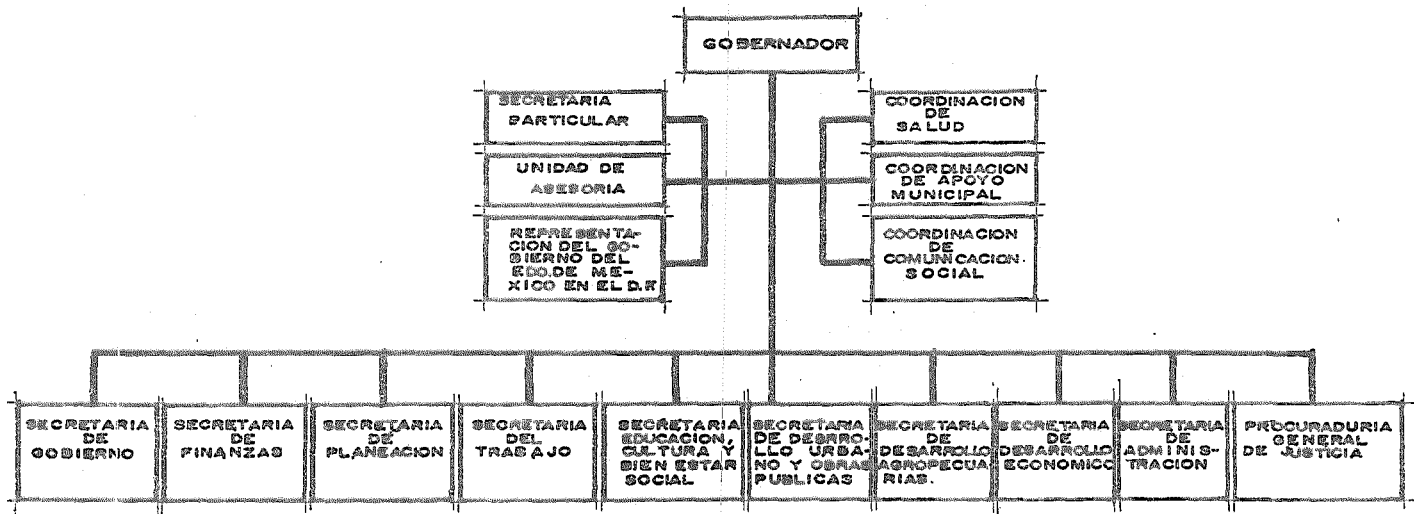 GOBERNADOR
SECRETARIA
PARTICULAR
UNIDAD DE
ASESORIA
REPRESENTA-
CION DEL GO-
BIERNO DEL
EDO. DE ME-
XICO EN EL D.F
COORDINACION
DE
SALUD
COORDINACION
DE APOYO
MUNICIPAL
COORDINACION
DE
COMUNICACION.
SOCIAL
SECRETARIA
DE
GOBIERNO
SECRETARIA
DE
FINANZAS
SECRETARIA
DE
PLANEACION
SECRETARIA
DEL
TRABAJO
SECRETARIA
EDUCACION,
CULTURA Y
BIEN ESTAR
SOCIAL
SECRETARIA
DE DESRRO-
LLO URBA-
NO Y OBRAS
PUBLICAS
SECRETARIA
DE
DESARROLLO
AGROPECUA
RIAS.
SECRETARIA
DE
DESARROLLO
ECONOMICO
SECRETARIA
DE
ADMINIS-
TRACION
PROCURADURIA
GENERAL
DE JUSTICIA